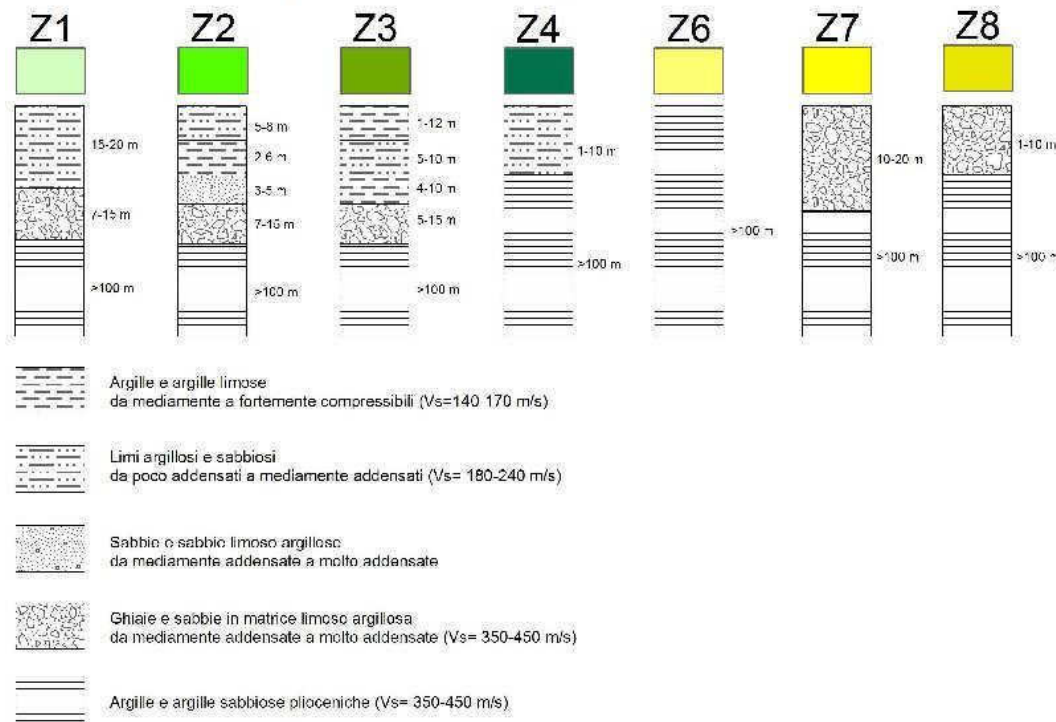 Z1 Z2 Z3 Z4 Z6 Z7 Z8
15-20 m
7-15 m
>100 m
5-8 m
2-6 m
3-5 m
7-15 m
>100 m
1-12 m
5-10 m
4-10 m
5-15 m
>100 m
1-10 m
>100 m
>100 m
10-20 m
>100 m
1-10 m
>100 m
Argille e argille limose
da mediamente a fortemente compressibili (Vs=140 170 m/s)
Limi argillosi e sabbiosi
da poco addensati a mediamente addensati (Vs= 180-240 m/s)
Sabbie e sabbie limoso argillose
da mediamente addensate a molto addensate
Ghiaie e sabbie in matrice limoso argillosa
da mediamente addensate a molto addensate (Vs= 350-450 m/s)
Argille e argille sabbiose plioceniche (Vs= 350-450 m/s)